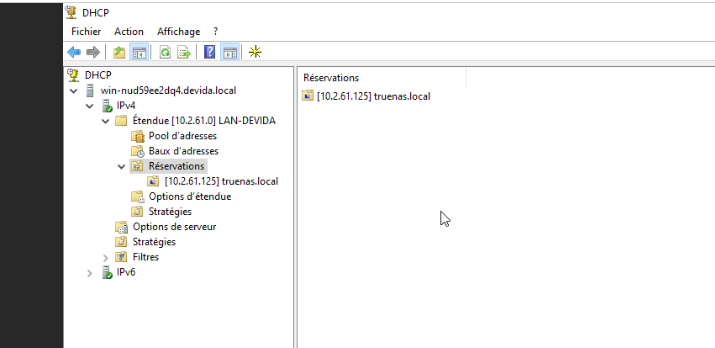 DHCP
Fichier Action Affichage ?
DHCP
win-nud59ee2dq4.devida.local
IPv4
Étendue [10.2.61.0] LAN-DEVIDA
Pool d'adresses
Baux d'adresses
Réservations
[10.2.61.125] truenas.local
Options d'étendue
Stratégies
Options de serveur
Stratégies
Filtres
IPv6
Réservations
[10.2.61.125] truenas.local